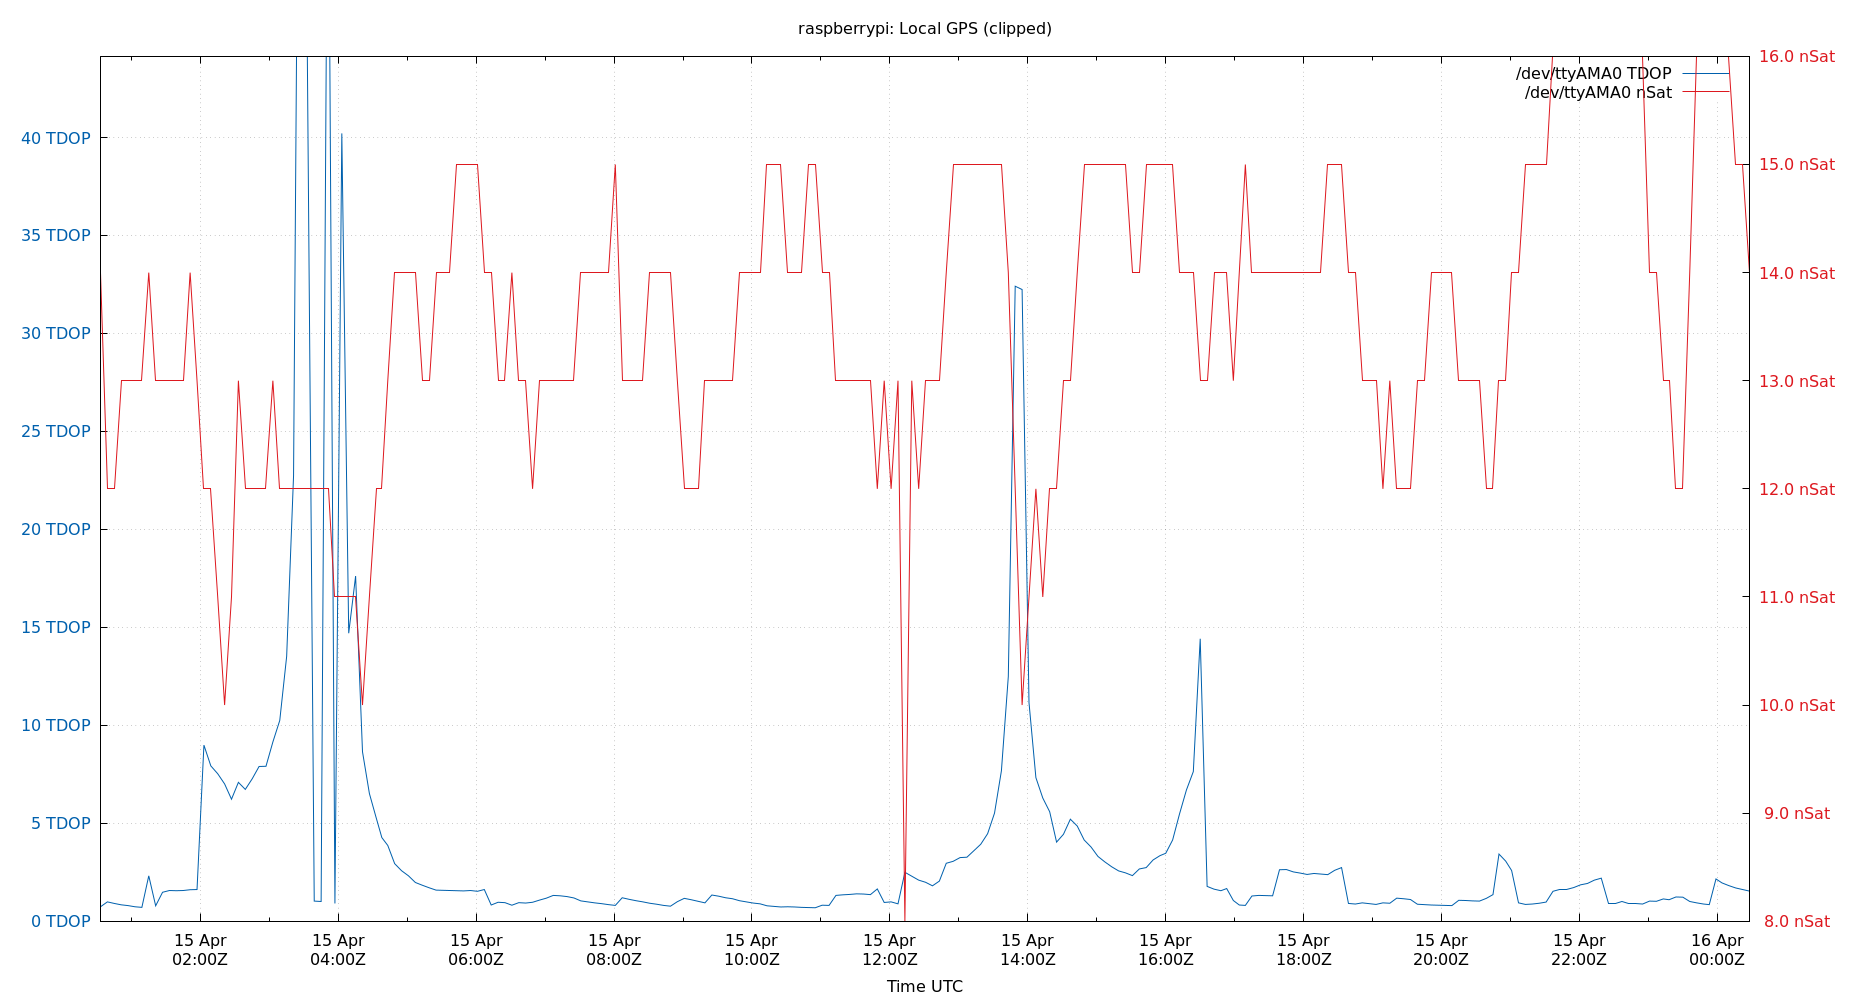 raspberrypi: Local GPS (clipped)
/dev/ttyAMA0 TDOP
/dev/ttyAMA0 nSat
40 TDOP
35 TDOP
30 TDOP
25 TDOP
20 TDOP
15 TDOP
10 TDOP
5 TDOP
0 TDOP
16.0 nSat
15.0 nSat
14.0 nSat
13.0 nSat
12.0 nSat
11.0 nSat
10.0 nSat
9.0 nSat
8.0 nSat
15 Apr 15 Apr 15 Apr 15 Apr 15 Apr 15 Apr 15 Apr 15 Apr 15 Apr 15 Apr 15 Apr 16 Apr
02:00Z 04:00Z 06:00Z 08:00Z 10:00Z 12:00Z 14:00Z 16:00Z 18:00Z 20:00Z 22:00Z 00:00Z
Time UTC